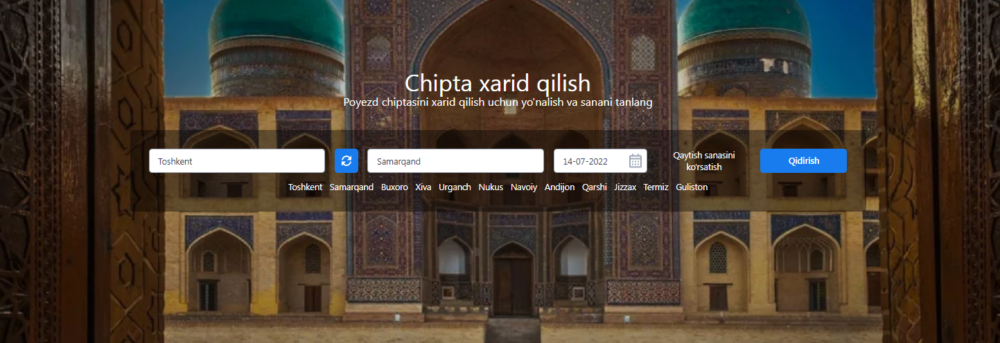 Chipta xarid qilish
Poyezd chiptasini xarid qilish uchun yo'nalish va sanani tanlang
Toshkent
Samarqand
14-07-2022
Qaytish sanasini
ko'rsatish
Qidirish
Toshkent Samarqand Buxoro Xiva Urganch Nukus Navoiy Andijon Qarshi Jizzax Termiz Guliston